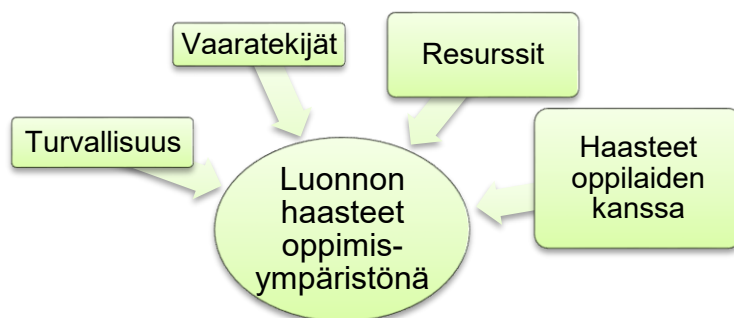 Vaaratekijät
Resurssit
Turvallisuus
Haasteet
oppilaiden
kanssa
Luonnon
haasteet
oppimis-
ympäristönä